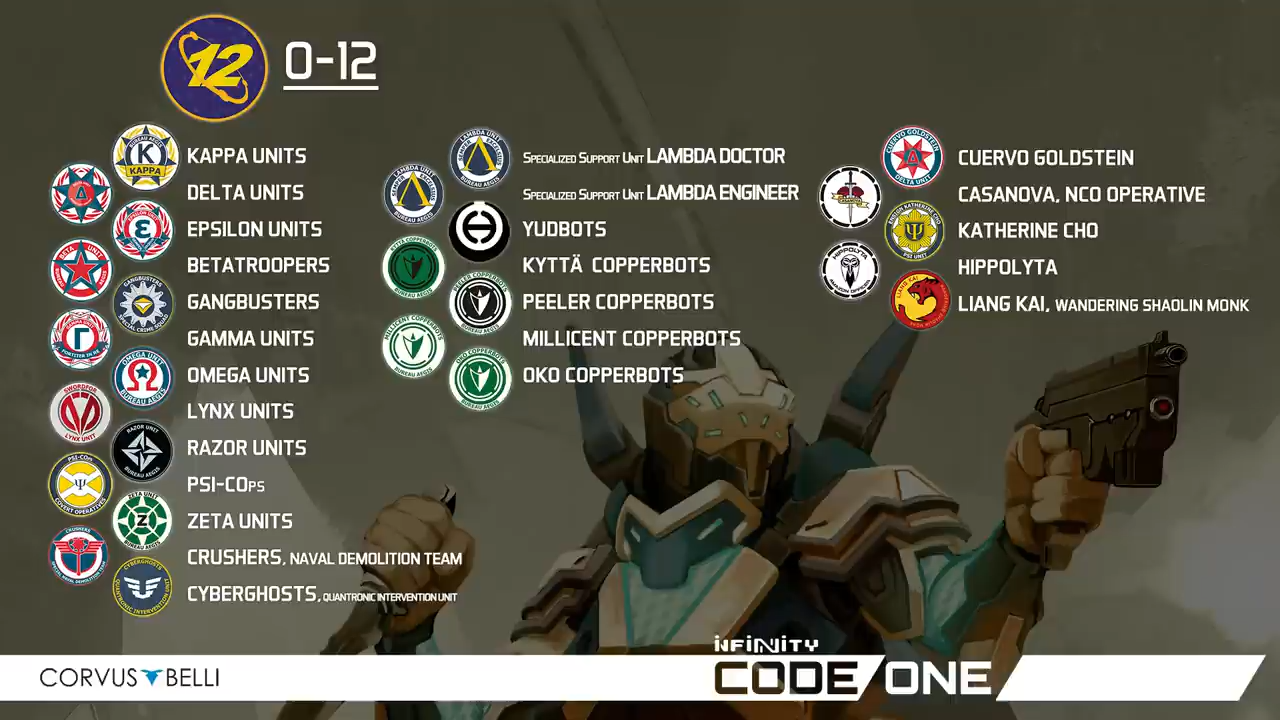 12 O-12
KAPPA UNITS
DELTA UNITS
EPSILON UNITS
BETATROOPERS
GANGBUSTERS
GAMMA UNITS
OMEGA UNITS
LYNX UNITS
RAZOR UNITS
PSI-COPS
ZETA UNITS
CRUSHERS, NAVAL DEMOLITION TEAM
CYBERGHOSTS, QUANTRONIC INTERVENTION UNIT
SPECIALIZED SUPPORT UNIT LAMBDA DOCTOR
SPECIALIZED SUPPORT UNIT LAMBDA ENGINEER
YUDBOTS
KYTTÄ COPPERBOTS
PEELER COPPERBOTS
MILLICENT COPPERBOTS
OKO COPPERBOTS
CUERVO GOLDSTEIN
CASANOVA, NCO OPERATIVE
KATHERINE CHO
HIPPOLYTA
LIANG KAI, WANDERING SHAOLIN MONK
CORVUS BELLI
INFINITY
CODE ONE